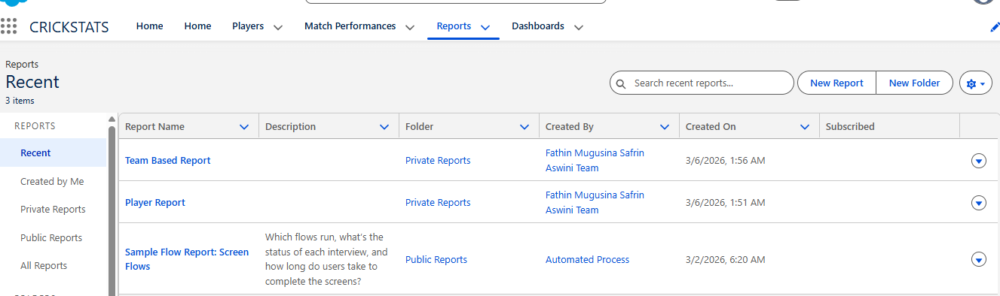 CRICKSTATS Home Home Players Match Performances Reports Dashboards
Reports
Recent
3 items
Search recent reports...
New Report
New Folder
REPORTS
Recent
Created by Me
Private Reports
Public Reports
All Reports
Report Name Description Folder Created By Created On Subscribed
Team Based Report Private Reports Fathin Mugusina Safrin
Aswini Team
3/6/2026, 1:56 AM
Player Report Private Reports Fathin Mugusina Safrin
Aswini Team
3/6/2026, 1:51 AM
Sample Flow Report: Screen
Flows
Which flows run, what's the
status of each interview, and
how long do users take to
complete the screens?
Public Reports Automated Process 3/2/2026, 6:20 AM